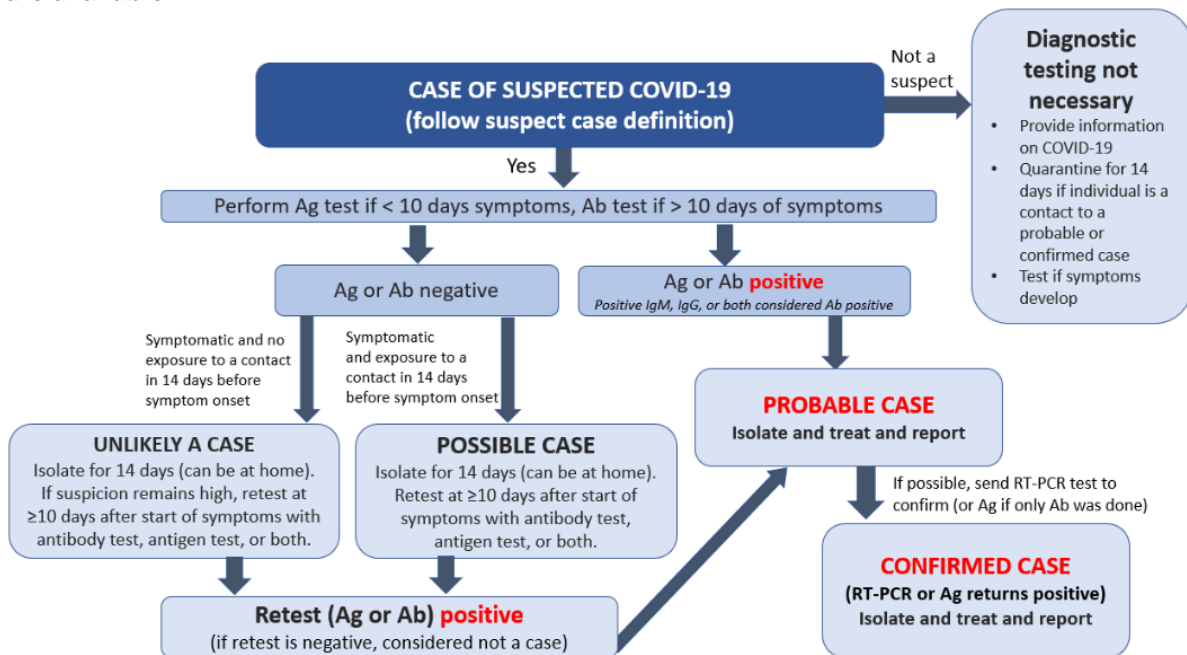 CASE OF SUSPECTED COVID-19
(follow suspect case definition)
Not a
suspect
Diagnostic
testing not
necessary
• Provide information
on COVID-19
• Quarantine for 14
days if individual is a
contact to a
probable or
confirmed case
• Test if symptoms
develop
Yes
Perform Ag test if < 10 days symptoms, Ab test if > 10 days of symptoms
Ag or Ab negative
Ag or Ab positive
Positive IgM, IgG, or both considered Ab positive
Symptomatic and no
exposure to a contact
in 14 days before
symptom onset
Symptomatic
and exposure to a
contact in 14 days
before symptom onset
UNLIKELY A CASE
Isolate for 14 days (can be at home).
If suspicion remains high, retest at
≥10 days after start of symptoms with
antibody test, antigen test, or both.
POSSIBLE CASE
Isolate for 14 days (can be at home).
Retest at ≥10 days after start of
symptoms with antibody test,
antigen test, or both.
PROBABLE CASE
Isolate and treat and report
If possible, send RT-PCR test to
confirm (or Ag if only Ab was done)
CONFIRMED CASE
(RT-PCR or Ag returns positive)
Isolate and treat and report
Retest (Ag or Ab) positive
(if retest is negative, considered not a case)